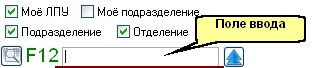 Моё ЛПУ Моё подразделение
Поле ввода
Подразделение Отделение
F12